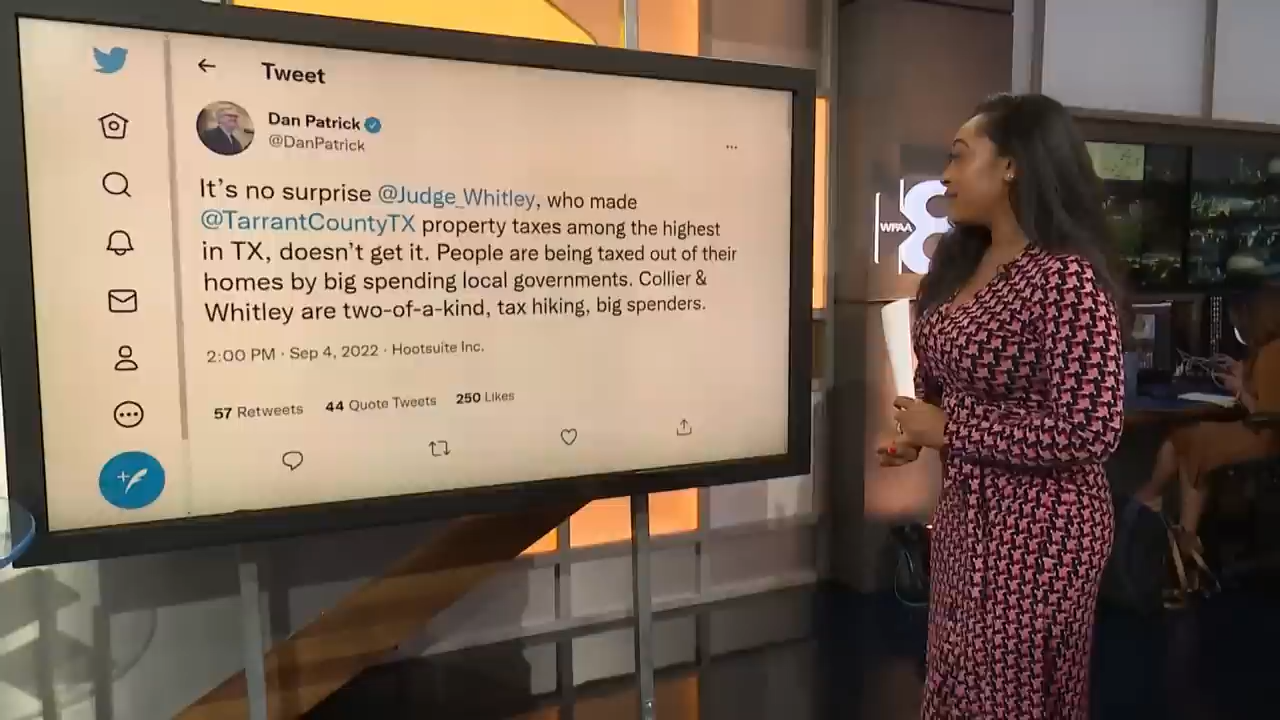 Tweet
Dan Patrick
@DanPatrick
It's no surprise @Judge_Whitley, who made
@TarrantCountyTX property taxes among the highest
in TX, doesn't get it. People are being taxed out of their
homes by big spending local governments. Collier &
Whitley are two-of-a-kind, tax hiking, big spenders.
2:00 PM · Sep 4, 2022 · Hootsuite Inc.
57 Retweets 44 Quote Tweets 250 Likes
WFAA 8